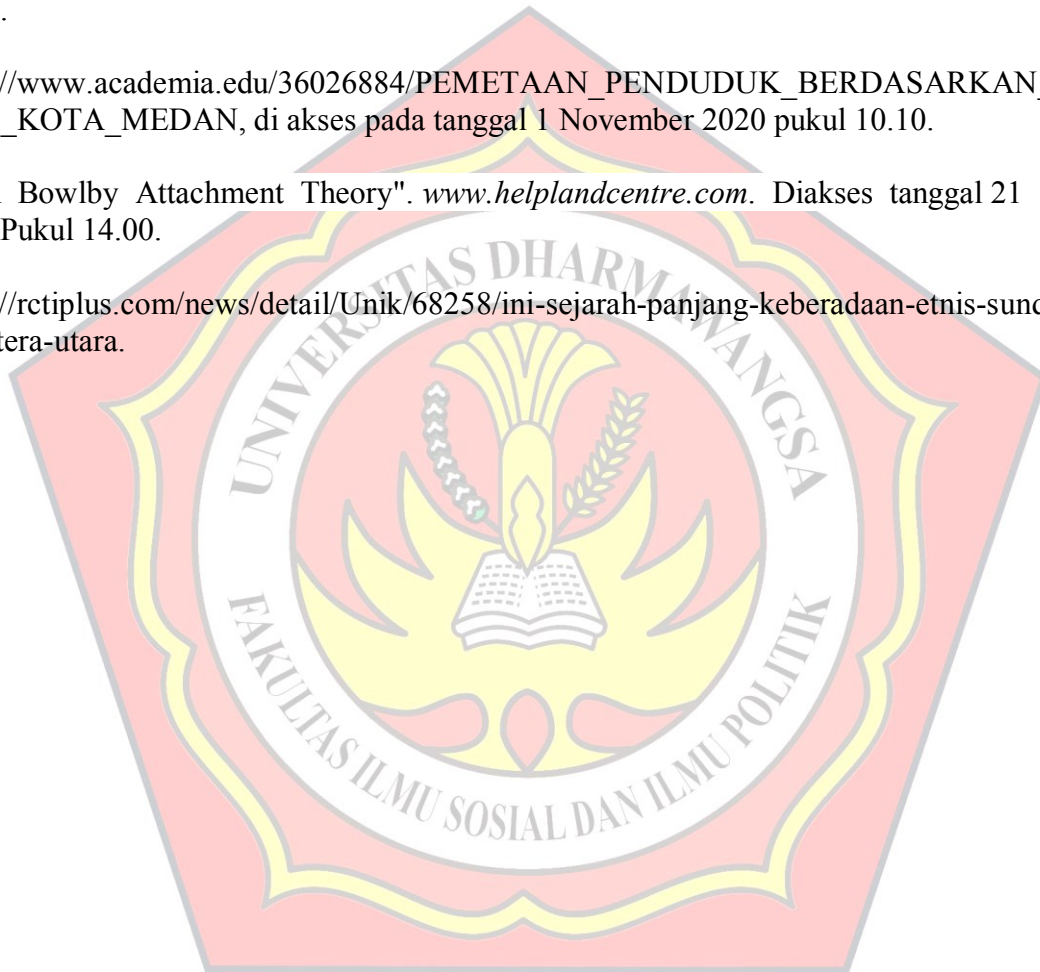 .
//www.academia.edu/36026884/PEMETAAN_PENDUDUK_BERDASARKAN_
_KOTA_MEDAN, di akses pada tanggal 1 November 2020 pukul 10.10.
Bowlby Attachment Theory". www.helplandcentre.com. Diakses tanggal 21
Pukul 14.00.
//rctiplus.com/news/detail/Unik/68258/ini-sejarah-panjang-keberadaan-etnis-sund
tera-utara.
UNIVERSITAS DHARMAWANGSA
FAKULTAS ILMU SOSIAL DAN ILMU POLITIK